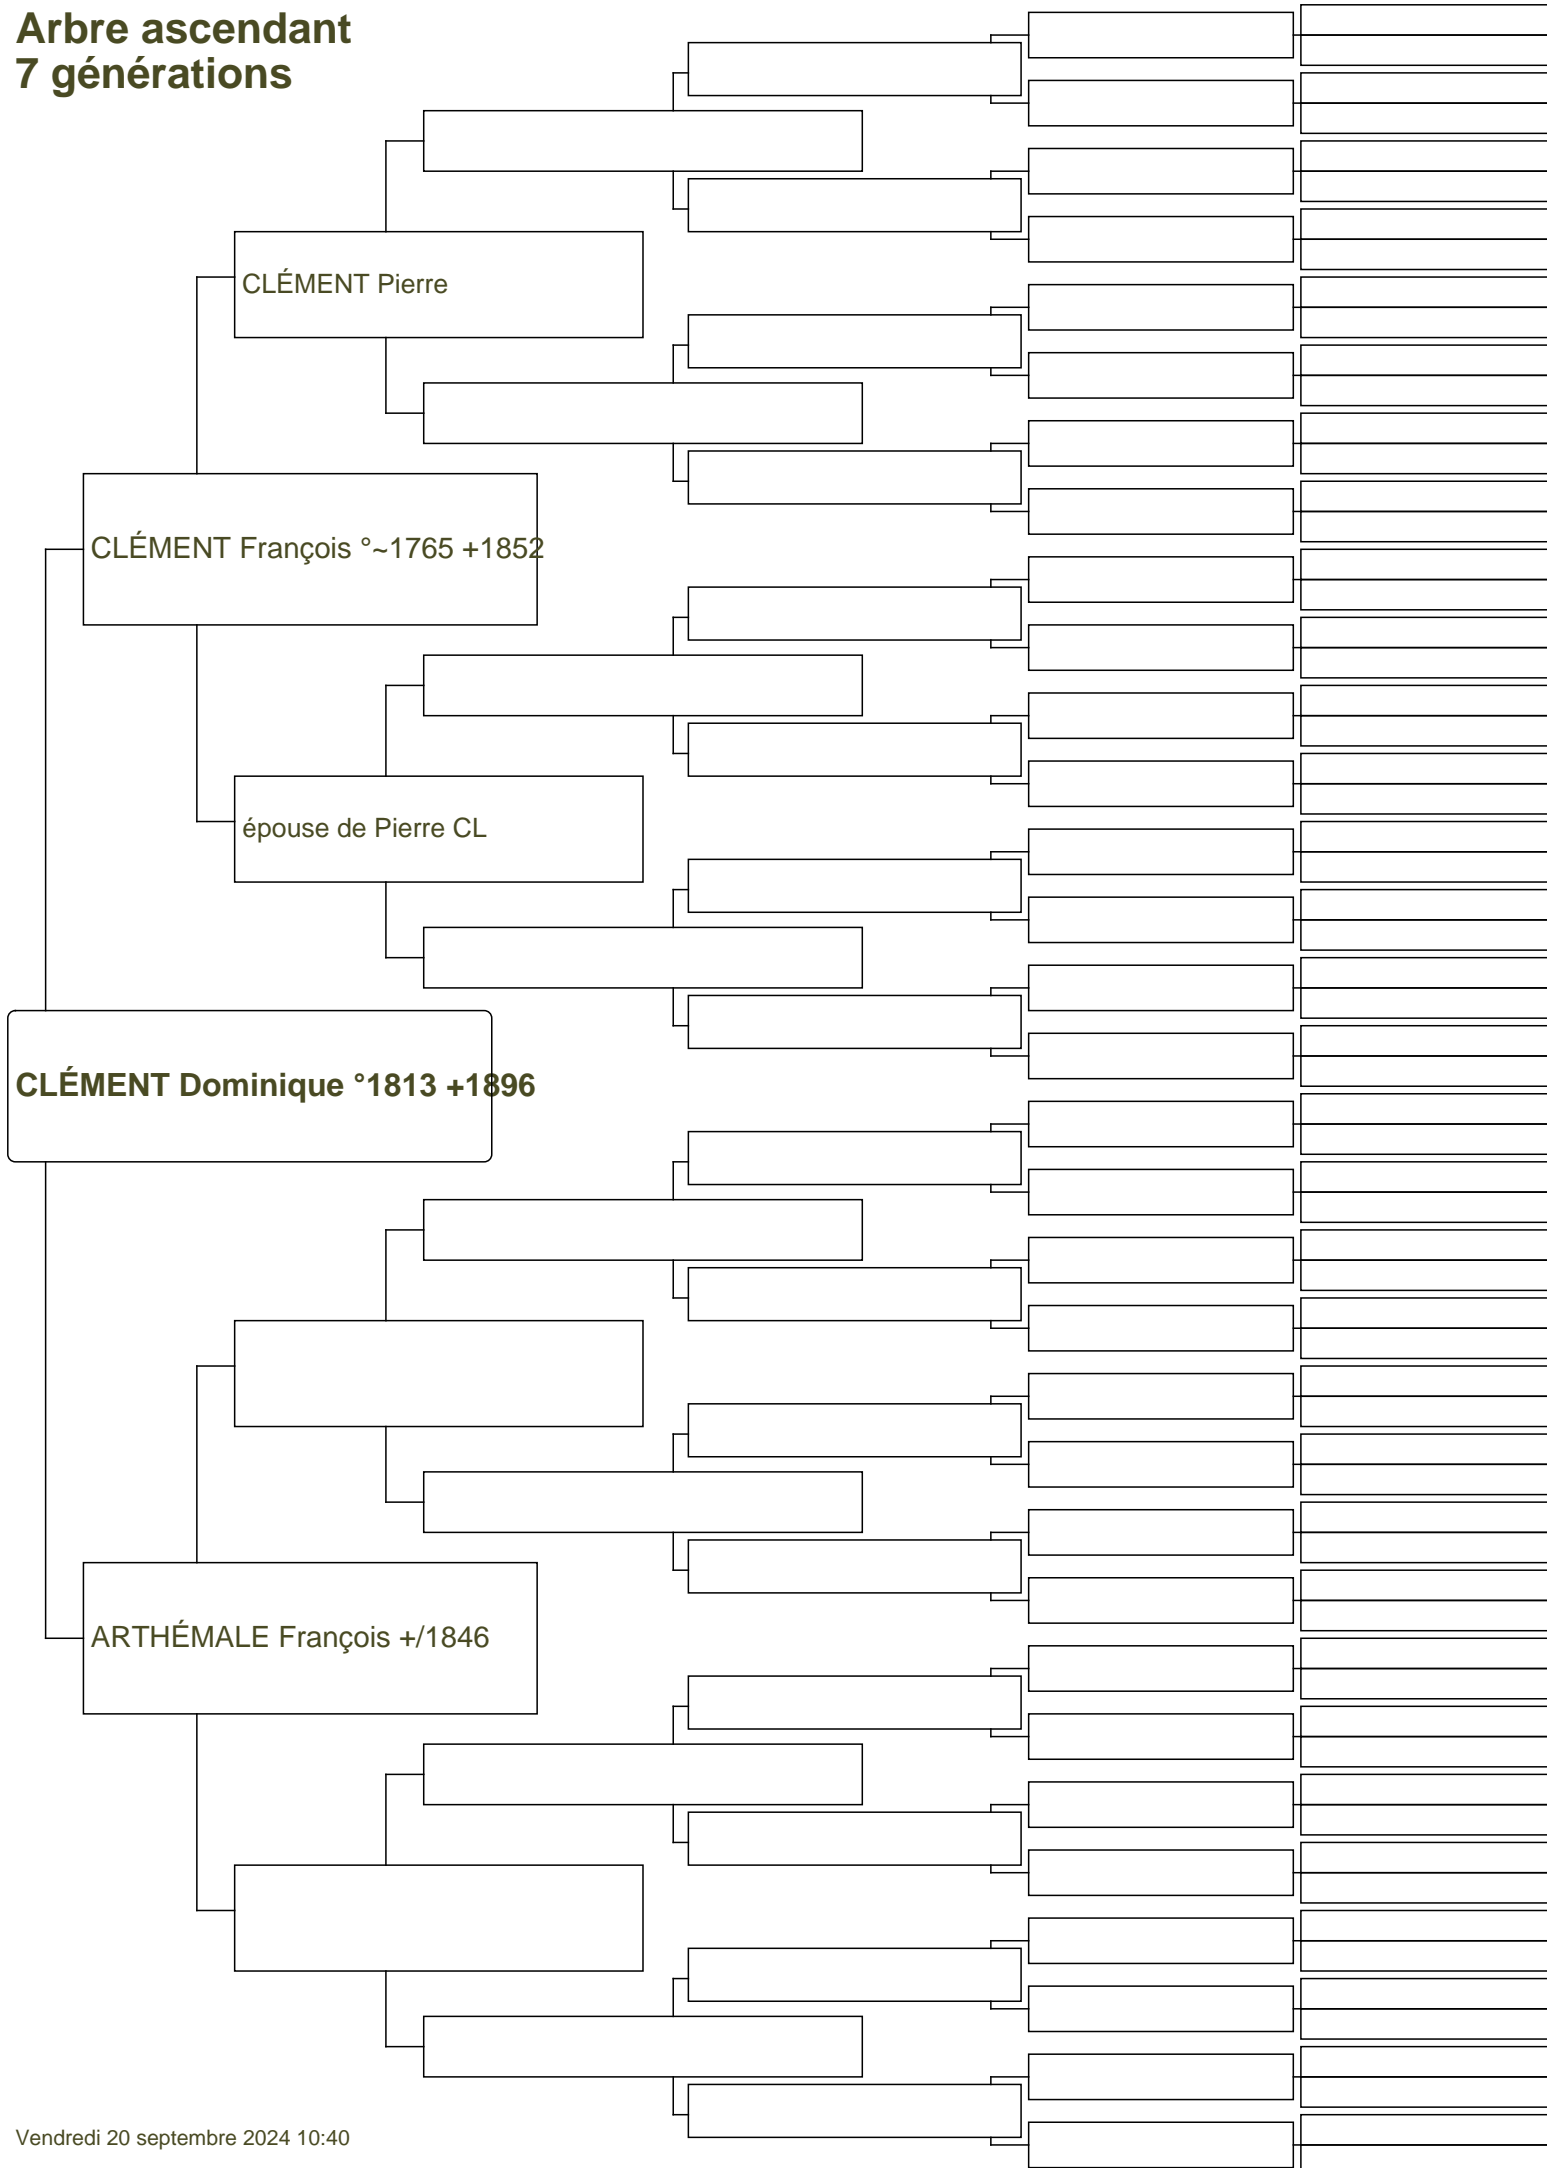 Arbre ascendant
7 générations
CLÉMENT Pierre
CLÉMENT François °~1765 +1852
épouse de Pierre CL
CLÉMENT Dominique °1813 +1896
ARTHÉMALE François +/1846
Vendredi 20 septembre 2024 10:40